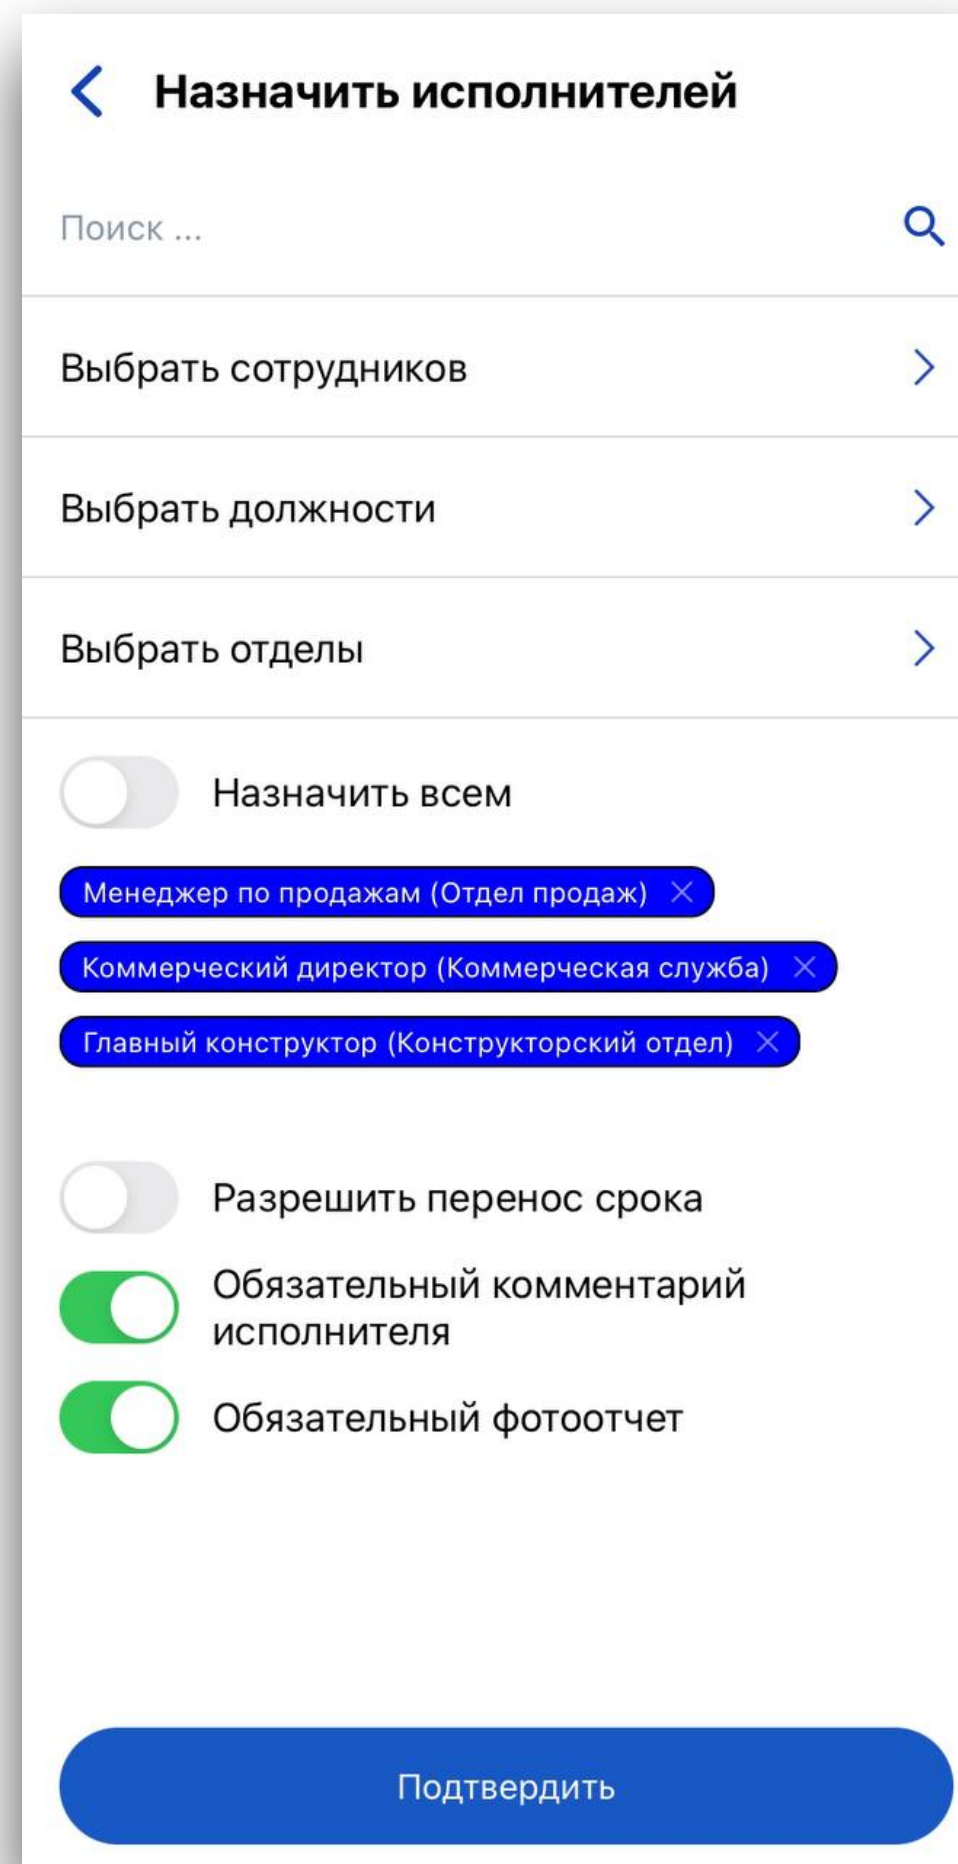 Назначить исполнителей
Поиск ...
Выбрать сотрудников
Выбрать должности
Выбрать отделы
Назначить всем
Менеджер по продажам (Отдел продаж)
Коммерческий директор (Коммерческая служба)
Главный конструктор (Конструкторский отдел)
Разрешить перенос срока
Обязательный комментарий
исполнителя
Обязательный фотоотчет
Подтвердить